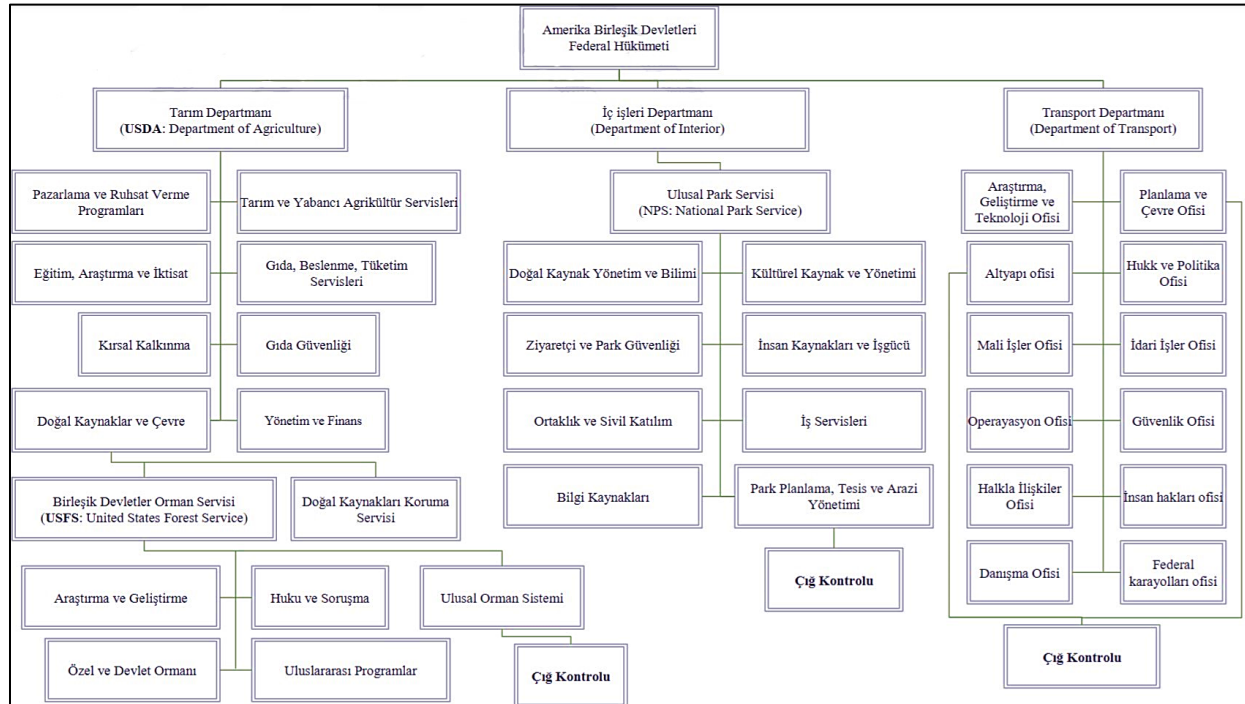 Amerika Birleşik Devletleri
Federal Hükümeti
Tarım Departmanı
(USDA: Department of Agriculture)
İç işleri Departmanı
(Department of Interior)
Transport Departmanı
(Department of Transport)
Pazarlama ve Ruhsat Verme
Programları
Tarım ve Yabancı Agrikültür Servisleri
Ulusal Park Servisi
(NPS: National Park Service)
Araştırma,
Geliştirme ve
Teknoloji Ofisi
Planlama ve
Çevre Ofisi
Eğitim, Araştırma ve İktisat
Gıda, Beslenme, Tüketim
Servisleri
Doğal Kaynak Yönetim ve Bilimi
Kültürel Kaynak ve Yönetimi
Altyapı ofisi
Hukk ve Politika
Ofisi
Kırsal Kalkınma
Gıda Güvenliği
Ziyaretçi ve Park Güvenliği
İnsan Kaynakları ve İşgücü
Mali İşler Ofisi
İdari İşler Ofisi
Doğal Kaynaklar ve Çevre
Yönetim ve Finans
Ortaklık ve Sivil Katılım
İş Servisleri
Operayasyon Ofisi
Güvenlik Ofisi
Birleşik Devletler Orman Servisi
(USFS: United States Forest Service)
Doğal Kaynakları Koruma
Servisi
Bilgi Kaynakları
Park Planlama, Tesis ve Arazi
Yönetimi
Halkla İlişkiler
Ofisi
İnsan hakları ofisi
Araştırma ve Geliştirme
Huku ve Soruşma
Ulusal Orman Sistemi
Çığ Kontrolu
Danışma Ofisi
Federal
karayolları ofisi
Özel ve Devlet Ormanı
Uluslararası Programlar
Çığ Kontrolu
Çığ Kontrolu